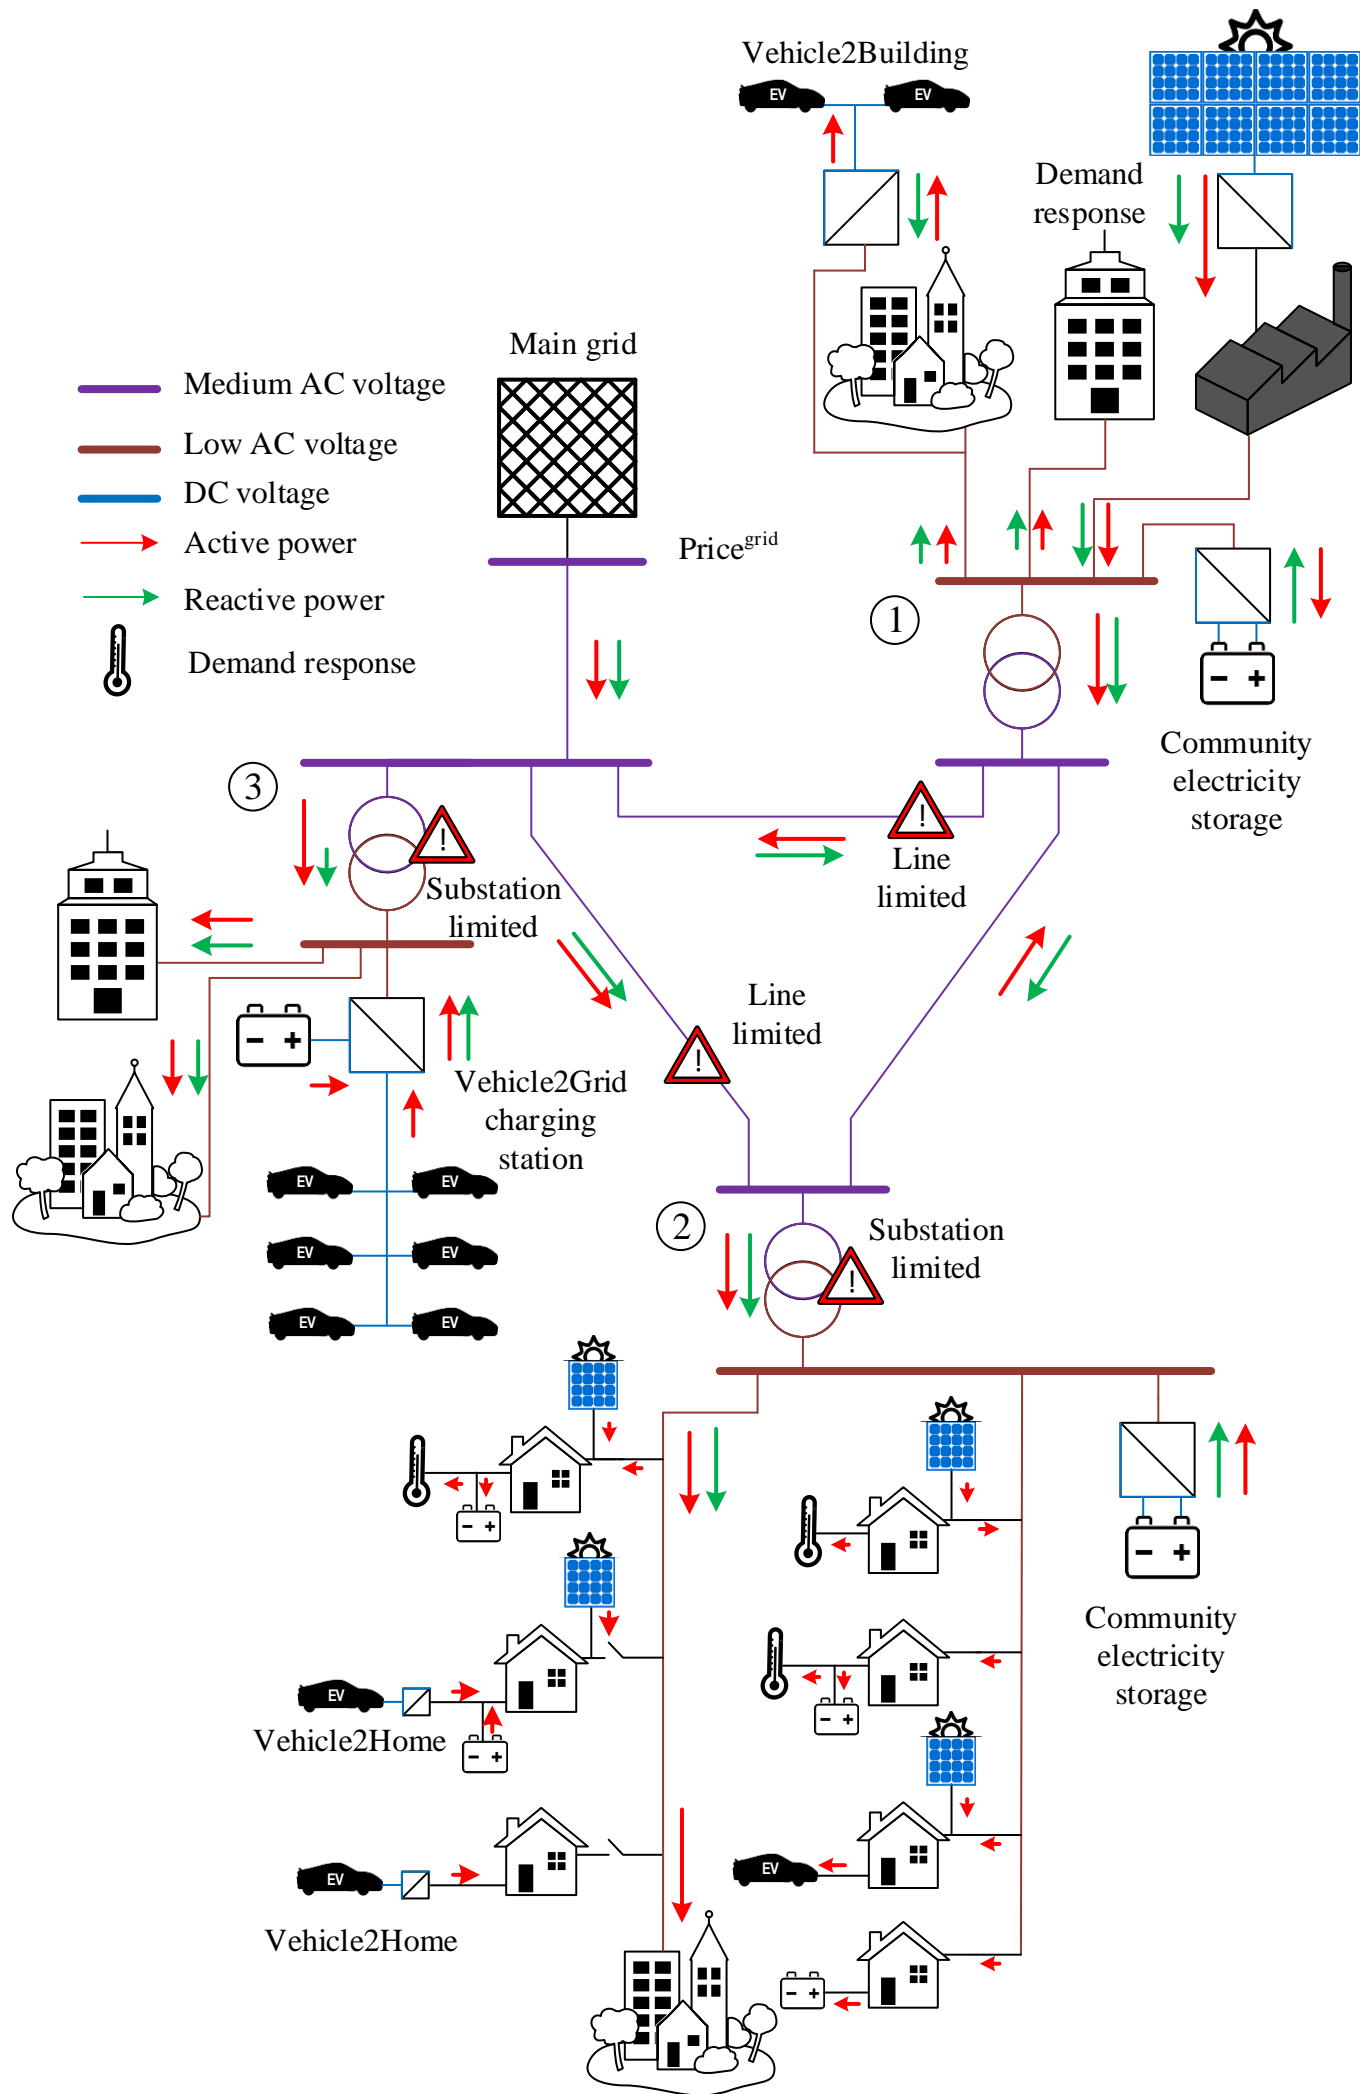 Vehicle2Building
EV
EV
Demand
response
Main grid
Medium AC voltage
Low AC voltage
DC voltage
Active power
Reactive power
Demand response
Price^grid
1
- +
Community
electricity
storage
3
!
Line
limited
!
Substation
limited
Line
limited
!
- +
Vehicle2Grid
charging
station
EV
EV
EV
EV
EV
EV
2
Substation
limited
!
- +
- +
Community
electricity
storage
EV
Vehicle2Home
- +
- +
EV
EV
Vehicle2Home
- +